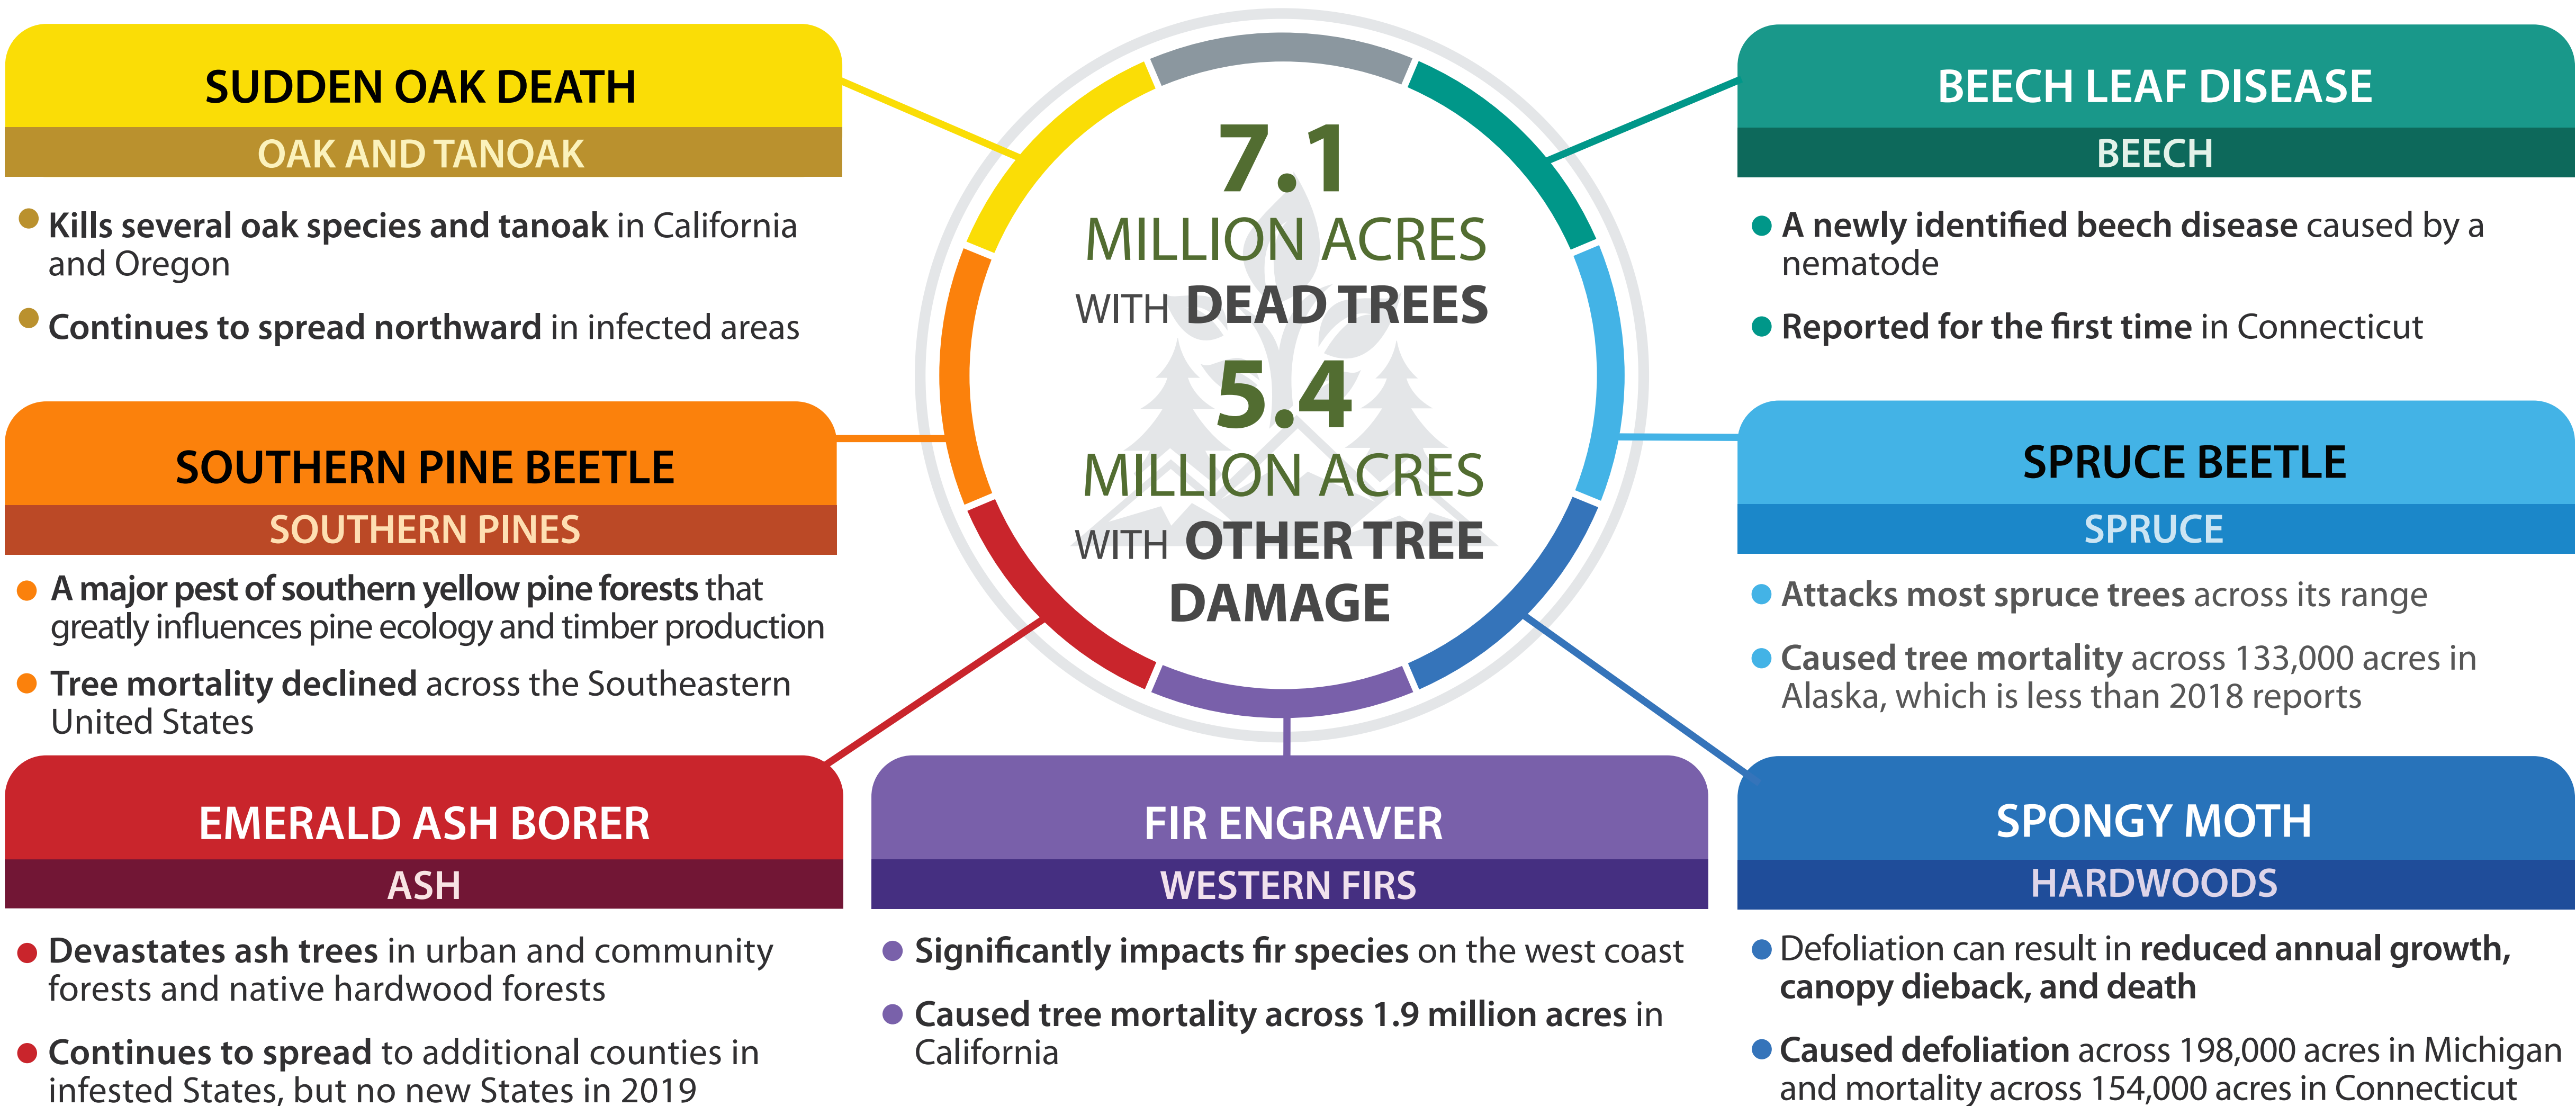 SUDDEN OAK DEATH
OAK AND TANOAK
Kills several oak species and tanoak in California
and Oregon
Continues to spread northward in infected areas
SOUTHERN PINE BEETLE
SOUTHERN PINES
A major pest of southern yellow pine forests that
greatly influences pine ecology and timber production
Tree mortality declined across the Southeastern
United States
EMERALD ASH BORER
ASH
Devastates ash trees in urban and community
forests and native hardwood forests
Continues to spread to additional counties in
infested States, but no new States in 2019
7.1
MILLION ACRES
WITH DEAD TREES
5.4
MILLION ACRES
WITH OTHER TREE
DAMAGE
FIR ENGRAVER
WESTERN FIRS
Significantly impacts fir species on the west coast
Caused tree mortality across 1.9 million acres in
California
BEECH LEAF DISEASE
BEECH
A newly identified beech disease caused by a
nematode
Reported for the first time in Connecticut
SPRUCE BEETLE
SPRUCE
Attacks most spruce trees across its range
Caused tree mortality across 133,000 acres in
Alaska, which is less than 2018 reports
SPONGY MOTH
HARDWOODS
Defoliation can result in reduced annual growth,
canopy dieback, and death
Caused defoliation across 198,000 acres in Michigan
and mortality across 154,000 acres in Connecticut